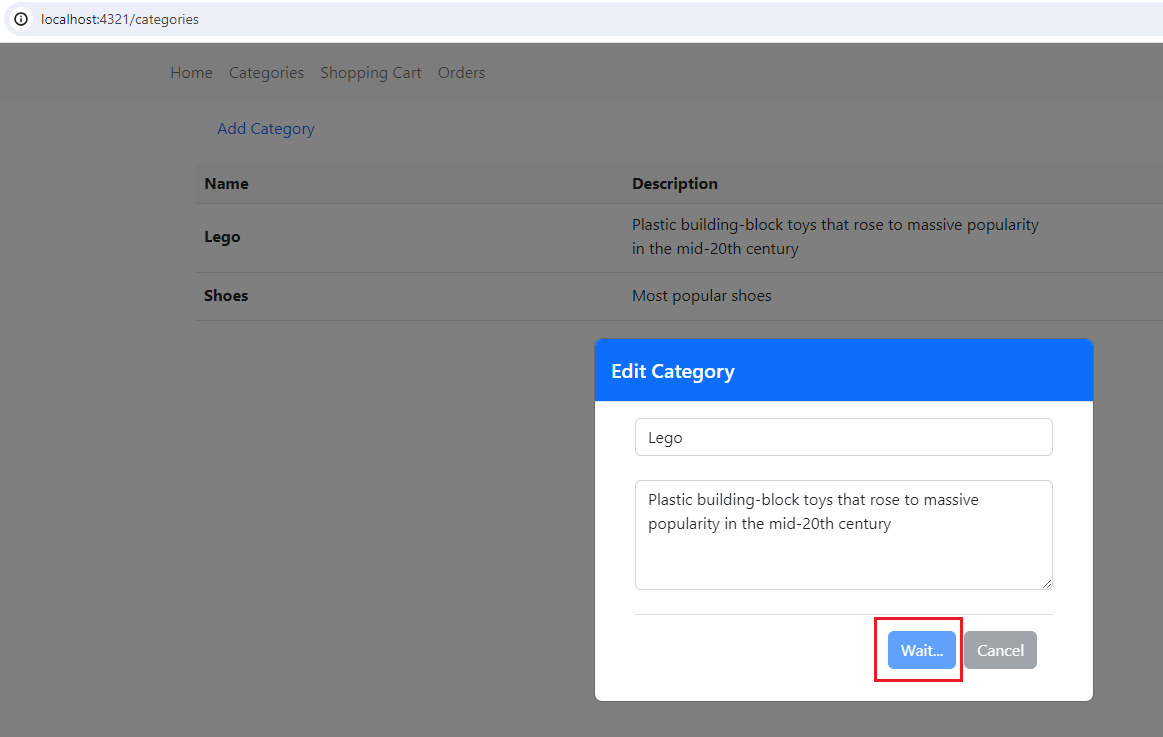 localhost:4321/categories
Home Categories Shopping Cart Orders
Add Category
Name Description
Lego Plastic building-block toys that rose to massive popularity
in the mid-20th century
Shoes Most popular shoes
Edit Category
Lego
Plastic building-block toys that rose to massive
popularity in the mid-20th century
Wait... Cancel